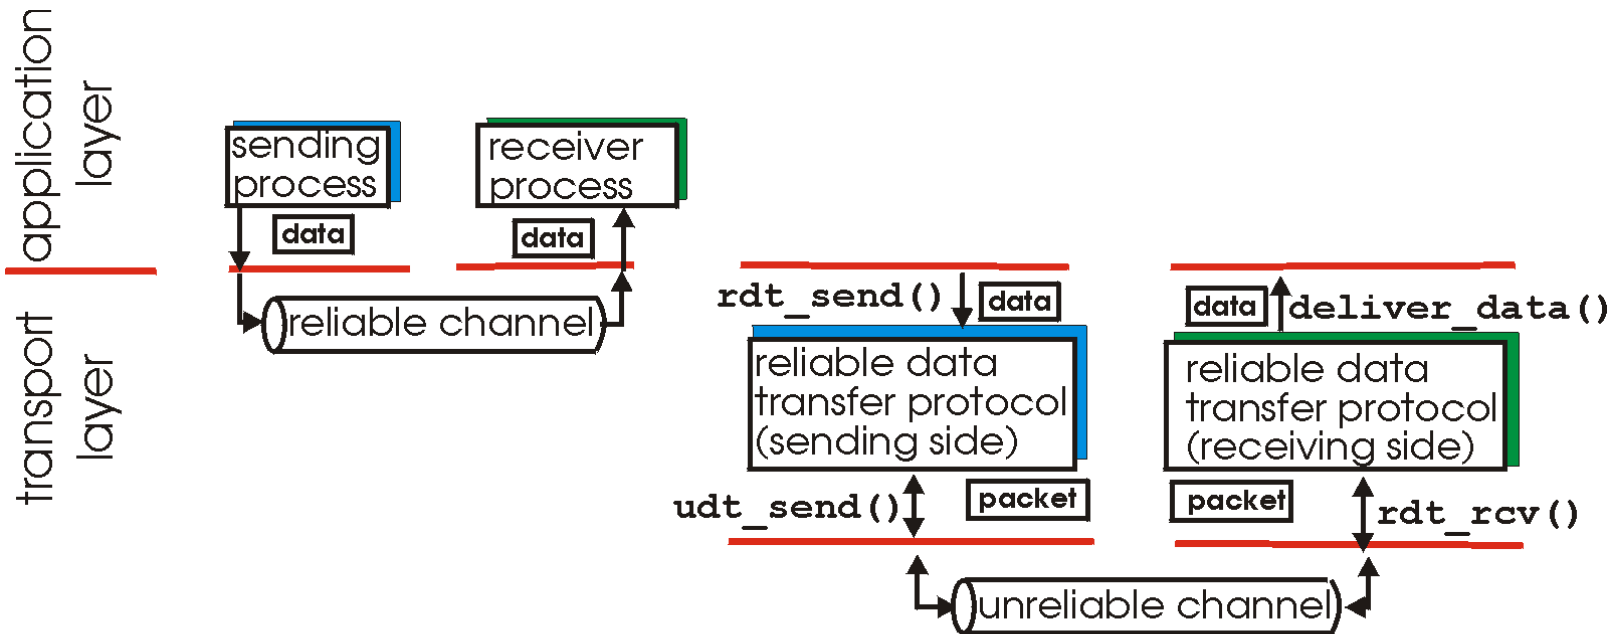 application
layer
transport
layer
sending
process
data
receiver
process
data
reliable channel
rdt_send()
data
reliable data
transfer protocol
(sending side)
udt_send()
packet
data
deliver_data()
reliable data
transfer protocol
(receiving side)
packet
rdt_rcv()
unreliable channel